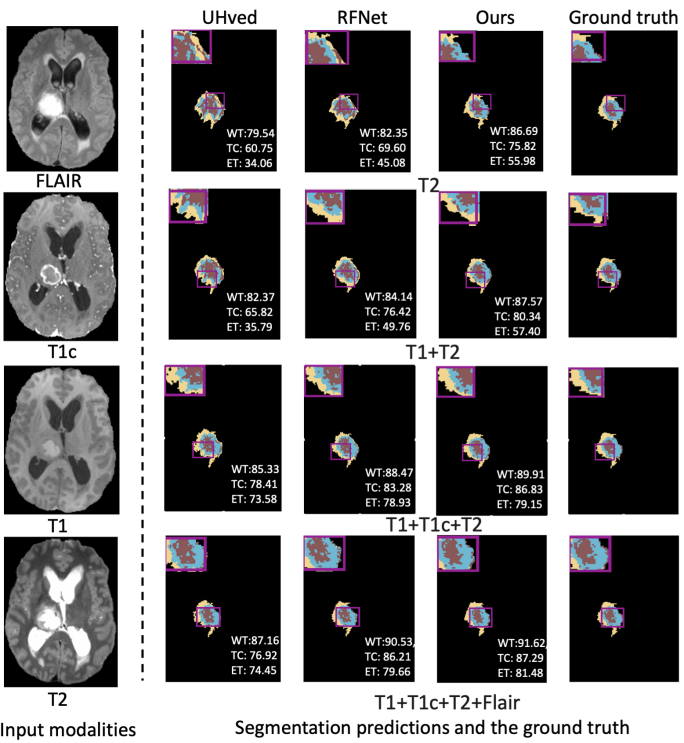 UHved RFNet Ours Ground truth
WT:79.54 WT:82.35 WT:86.69
TC: 60.75 TC: 69.60 TC: 75.82
ET: 34.06 ET: 45.08 ET: 55.98
FLAIR T2
WT:82.37 WT:84.14 WT:87.57
TC: 65.82 TC: 76.42 TC: 80.34
ET: 35.79 ET: 49.76 ET: 57.40
T1c T1+T2
WT:85.33 WT:88.47 WT:89.91
TC: 78.41 TC: 83.28 TC: 86.83
ET: 73.58 ET: 78.93 ET: 79.15
T1 T1+T1c+T2
WT:87.16 WT:90.53, WT:91.62,
TC: 76.92 TC: 86.21 TC: 87.29
ET: 74.45 ET: 79.66 ET: 81.48
T2 T1+T1c+T2+Flair
Input modalities Segmentation predictions and the ground truth